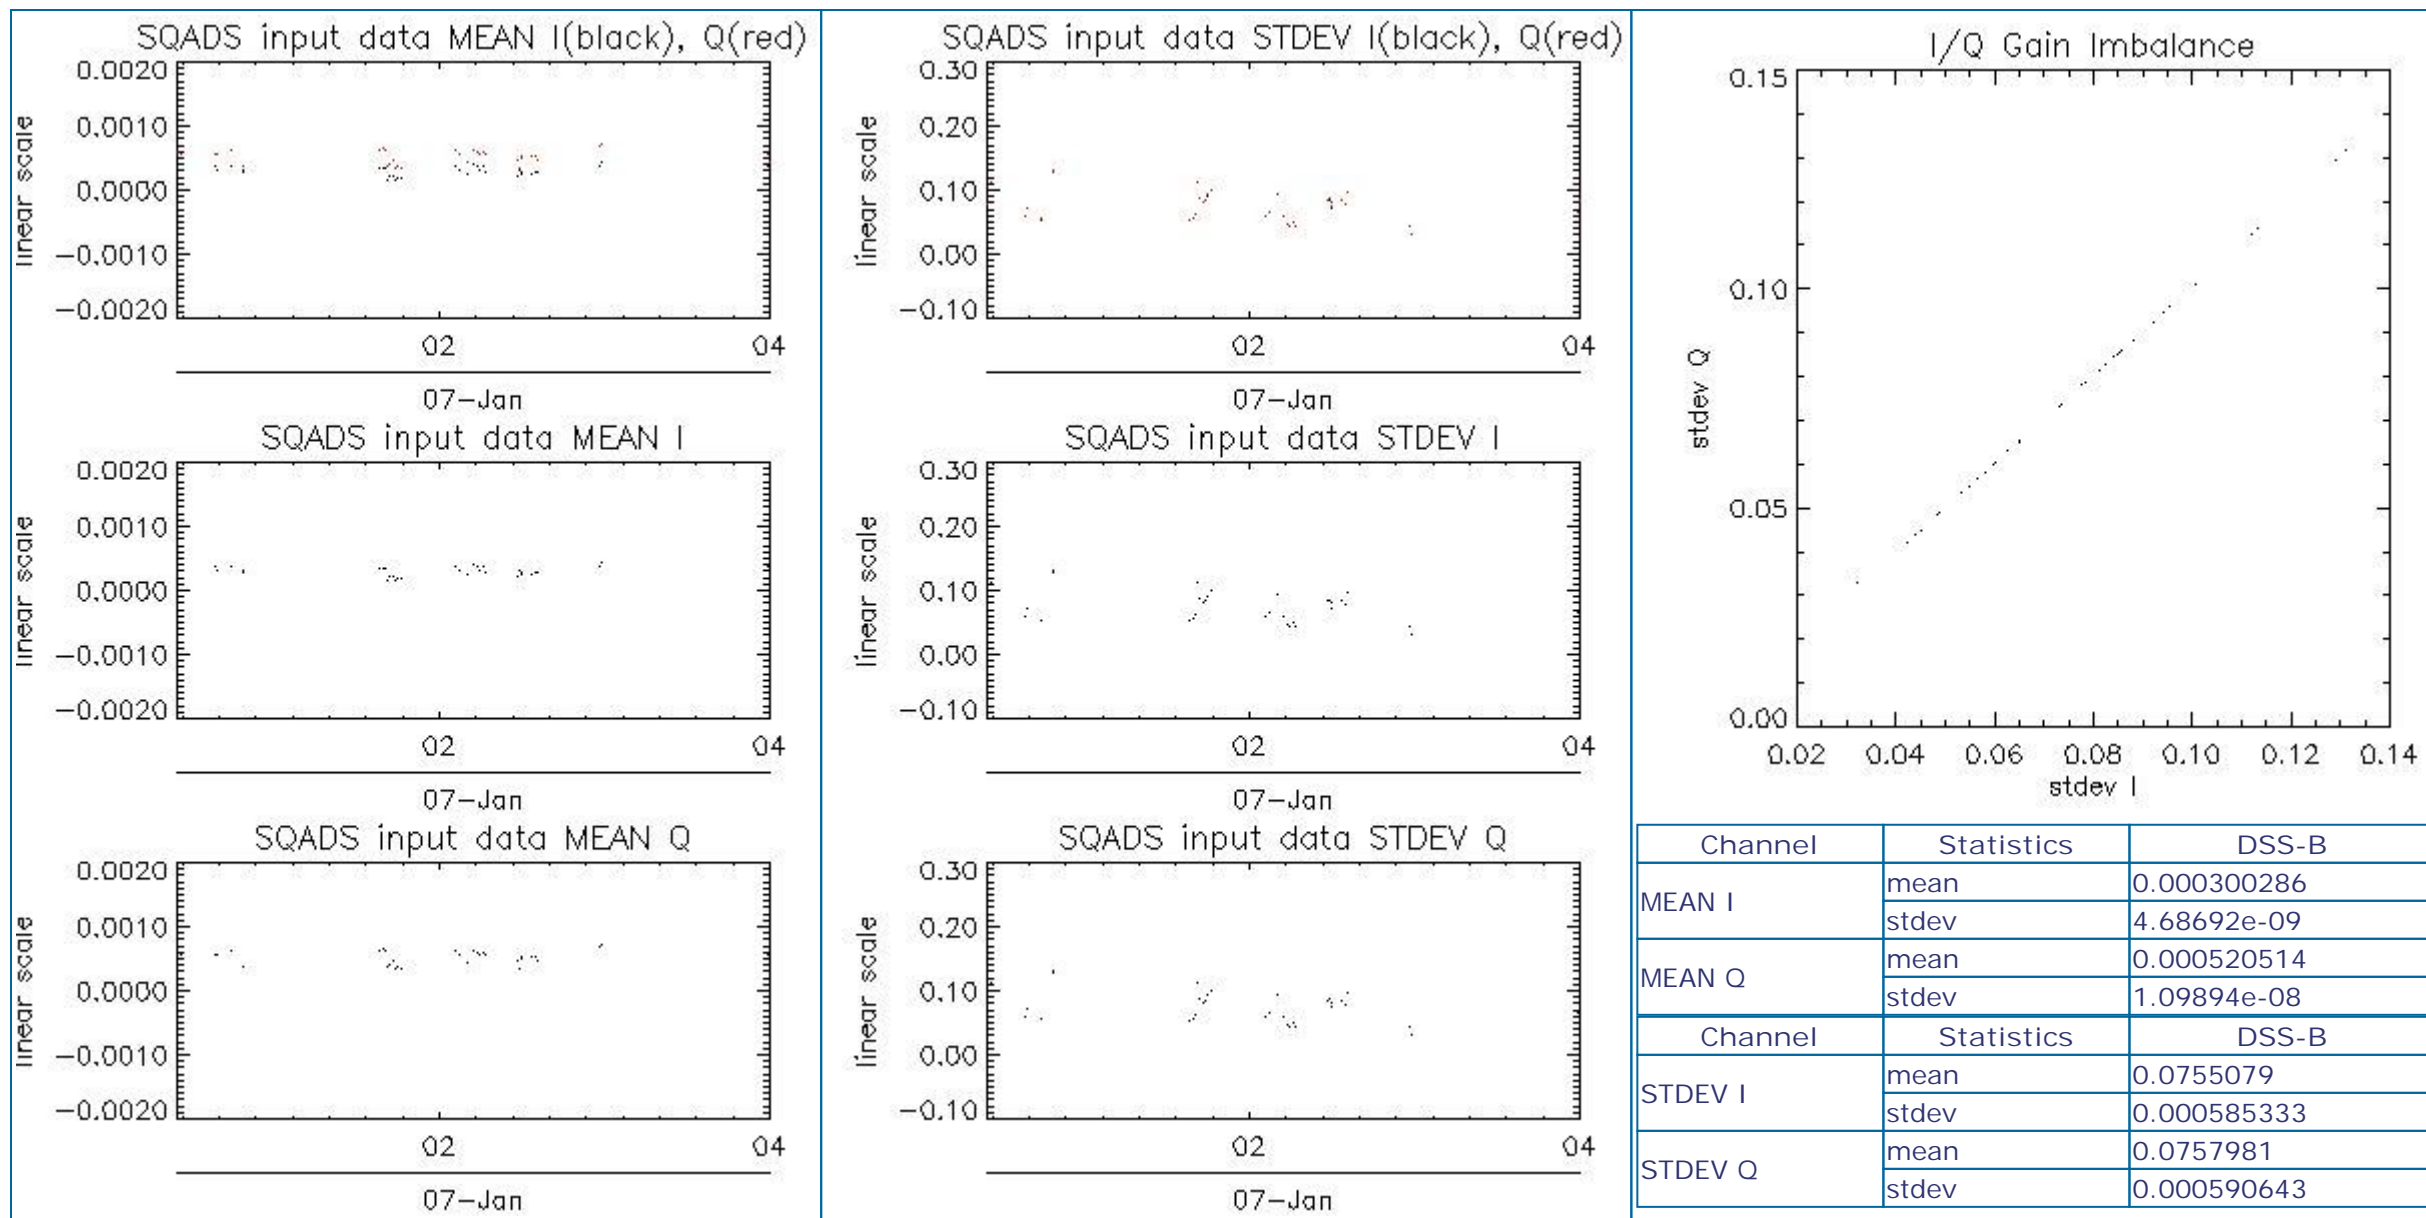 SQADS input data MEAN I(black), Q(red)
0.0020
0.0010
0.0000
-0.0010
-0.0020
linear scale
02
04
07-Jan
SQADS input data MEAN I
0.0020
0.0010
0.0000
-0.0010
-0.0020
linear scale
02
04
07-Jan
SQADS input data MEAN Q
0.0020
0.0010
0.0000
-0.0010
-0.0020
linear scale
02
04
07-Jan
SQADS input data STDEV I(black), Q(red)
0.30
0.20
0.10
0.00
-0.10
linear scale
02
04
07-Jan
SQADS input data STDEV I
0.30
0.20
0.10
0.00
-0.10
linear scale
02
04
07-Jan
SQADS input data STDEV Q
0.30
0.20
0.10
0.00
-0.10
linear scale
02
04
07-Jan
I/Q Gain Imbalance
0.15
0.10
0.05
0.00
stdev Q
0.02 0.04 0.06 0.08 0.10 0.12 0.14
stdev I
Channel Statistics DSS-B
MEAN I
mean 0.000300286
stdev 4.68692e-09
MEAN Q
mean 0.000520514
stdev 1.09894e-08
Channel Statistics DSS-B
STDEV I
mean 0.0755079
stdev 0.000585333
STDEV Q
mean 0.0757981
stdev 0.000590643